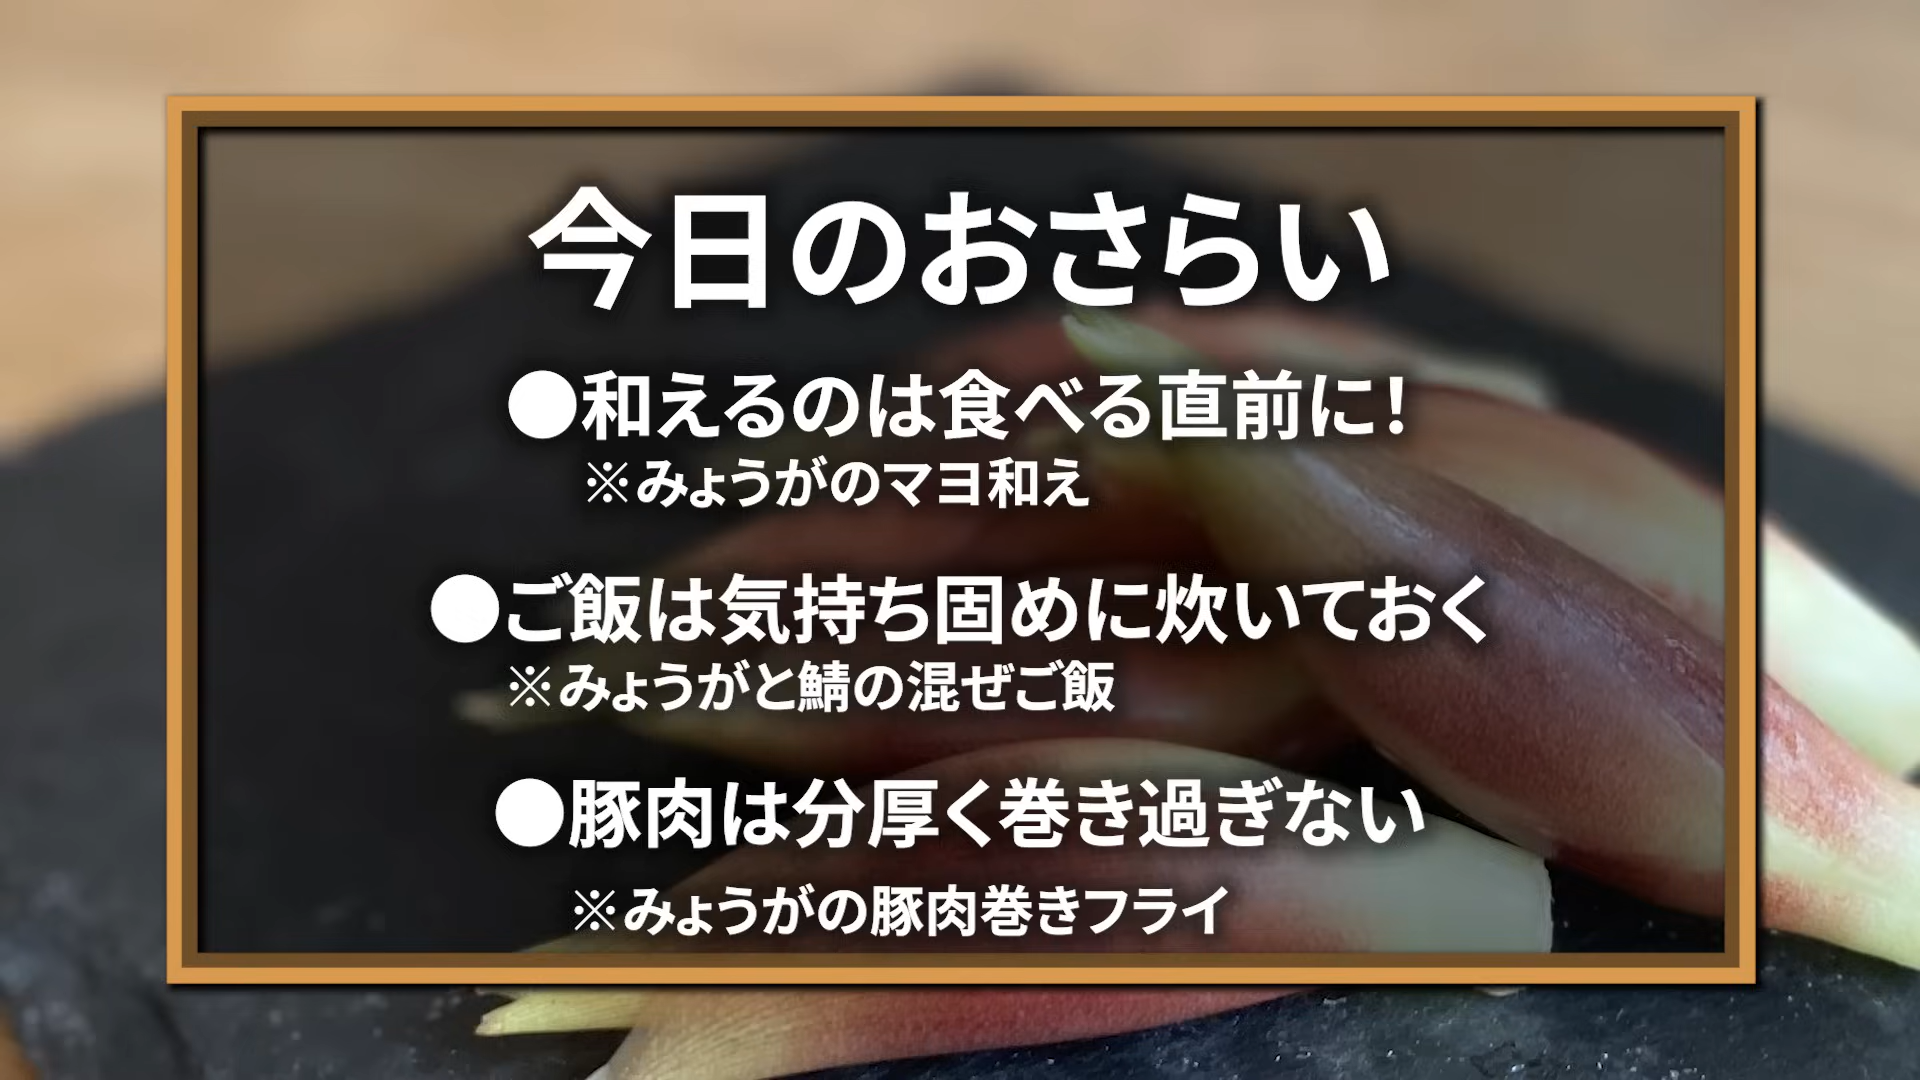 今日のおさらい
●和えるのは食べる直前に！
※みょうがのマヨ和え
●ご飯は気持ち固めに炊いておく
※みょうがと鯖の混ぜご飯
●豚肉は分厚く巻き過ぎない
※みょうがの豚肉巻きフライ